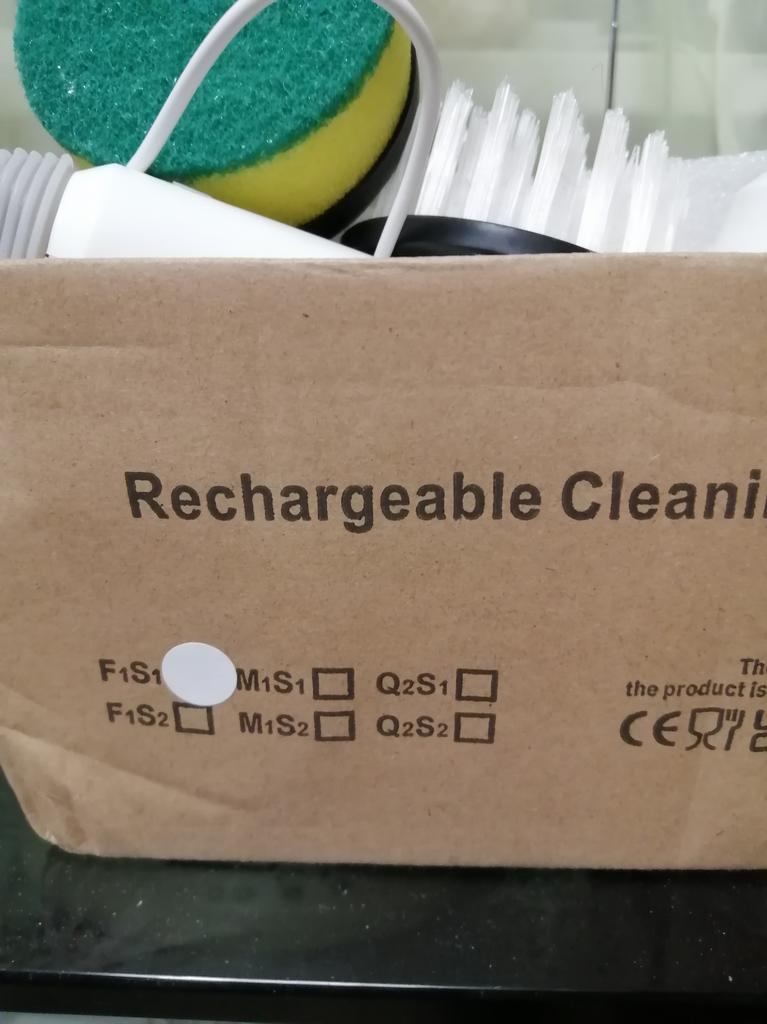 Rechargeable Cleani
F1S1 M1S1 Q2S1
F1S2 M1S2 Q2S2
Th
the product is
CE